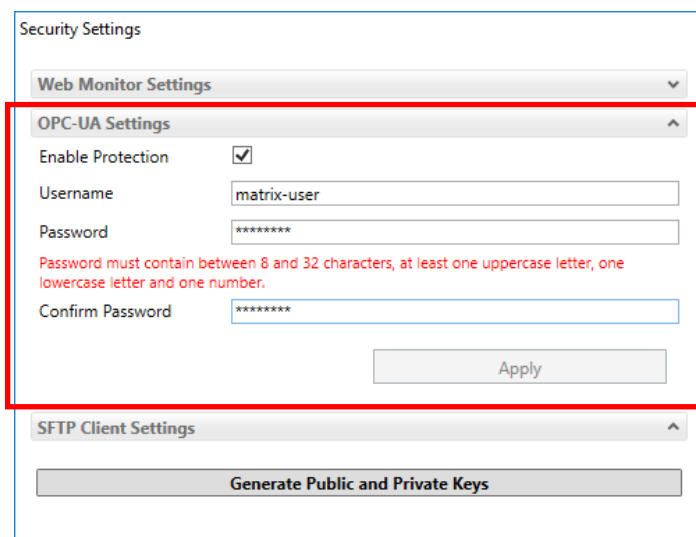 Security Settings
Web Monitor Settings
OPC-UA Settings
Enable Protection
Username matrix-user
Password ********
Password must contain between 8 and 32 characters, at least one uppercase letter, one
lowercase letter and one number.
Confirm Password ********
Apply
SFTP Client Settings
Generate Public and Private Keys